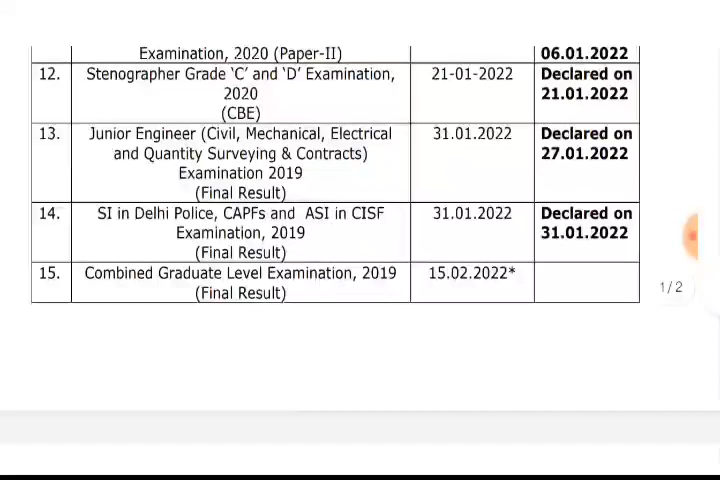 Examination, 2020 (Paper-II)
06.01.2022
12.
Stenographer Grade ‘C’ and ‘D’ Examination,
2020
(CBE)
21-01-2022
Declared on
21.01.2022
13.
Junior Engineer (Civil, Mechanical, Electrical
and Quantity Surveying & Contracts)
Examination 2019
(Final Result)
31.01.2022
Declared on
27.01.2022
14.
SI in Delhi Police, CAPFs and ASI in CISF
Examination, 2019
(Final Result)
31.01.2022
Declared on
31.01.2022
15.
Combined Graduate Level Examination, 2019
(Final Result)
15.02.2022*
1/2